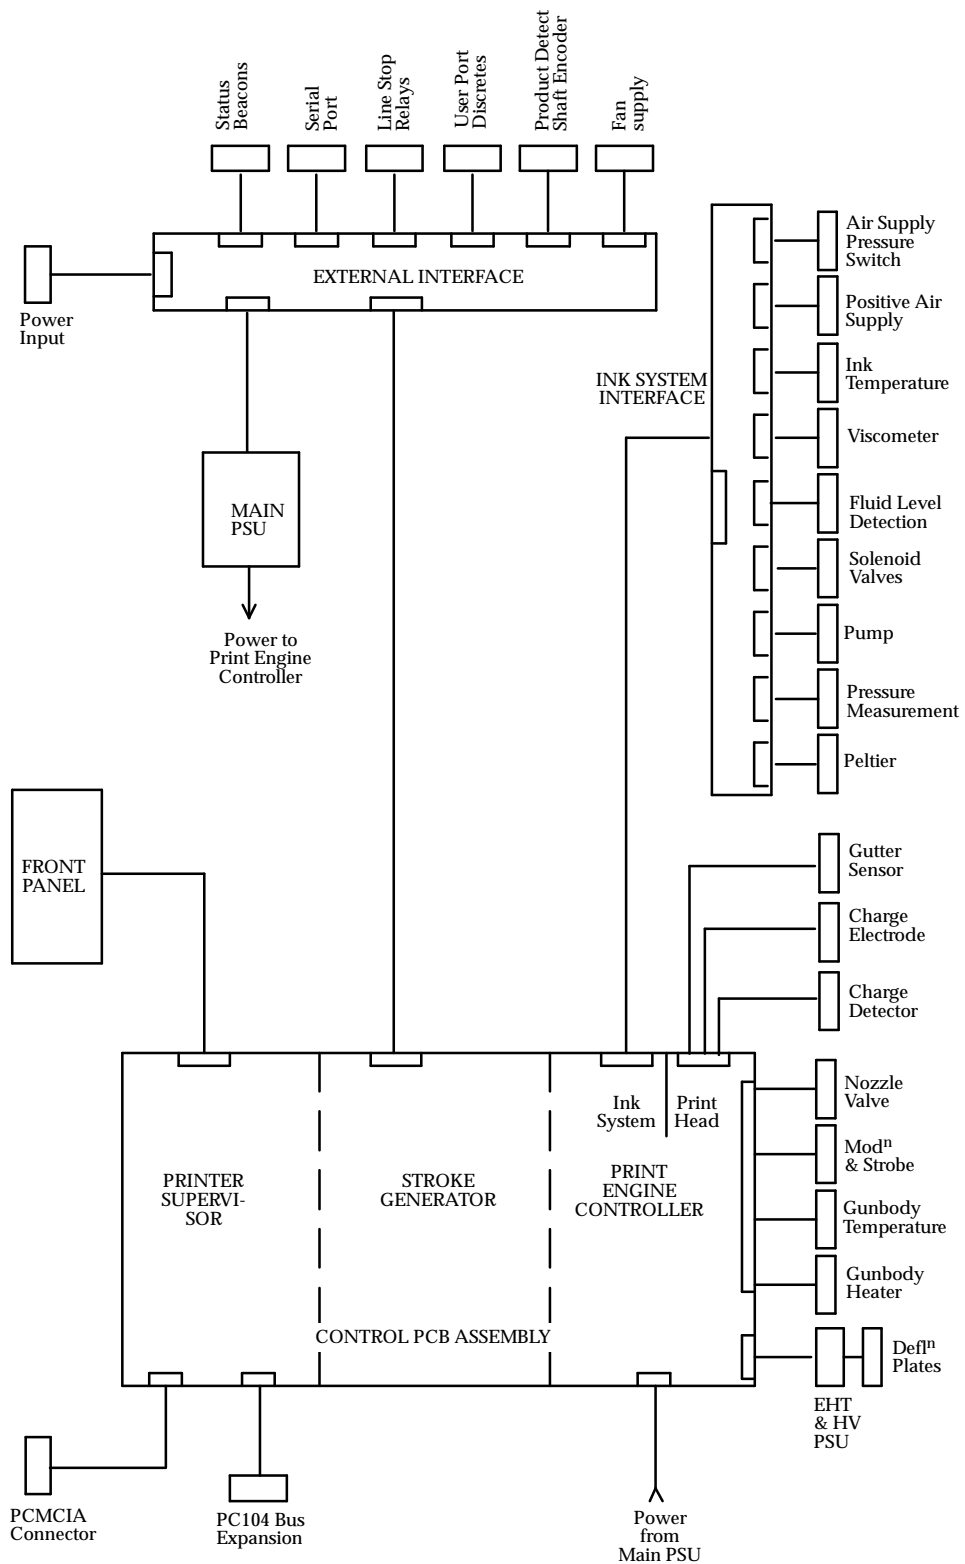 Status
Beacons
Serial
Port
Line Stop
Relays
User Port
Discretes
Product Detect
Shaft Encoder
Fan
supply
EXTERNAL INTERFACE
Power
Input
Air Supply
Pressure
Switch
Positive Air
Supply
INK SYSTEM
INTERFACE
Ink
Temperature
Viscometer
MAIN
PSU
Fluid Level
Detection
Solenoid
Valves
Power to
Print Engine
Controller
Pump
Pressure
Measurement
Peltier
FRONT
PANEL
Gutter
Sensor
Charge
Electrode
Charge
Detector
Ink
System
Print
Head
Nozzle
Valve
Modⁿ
& Strobe
PRINTER
SUPERVI-
SOR
STROKE
GENERATOR
PRINT
ENGINE
CONTROLLER
Gunbody
Temperature
Gunbody
Heater
CONTROL PCB ASSEMBLY
Deflⁿ
Plates
EHT
& HV
PSU
PCMCIA
Connector
PC104 Bus
Expansion
Power
from
Main PSU